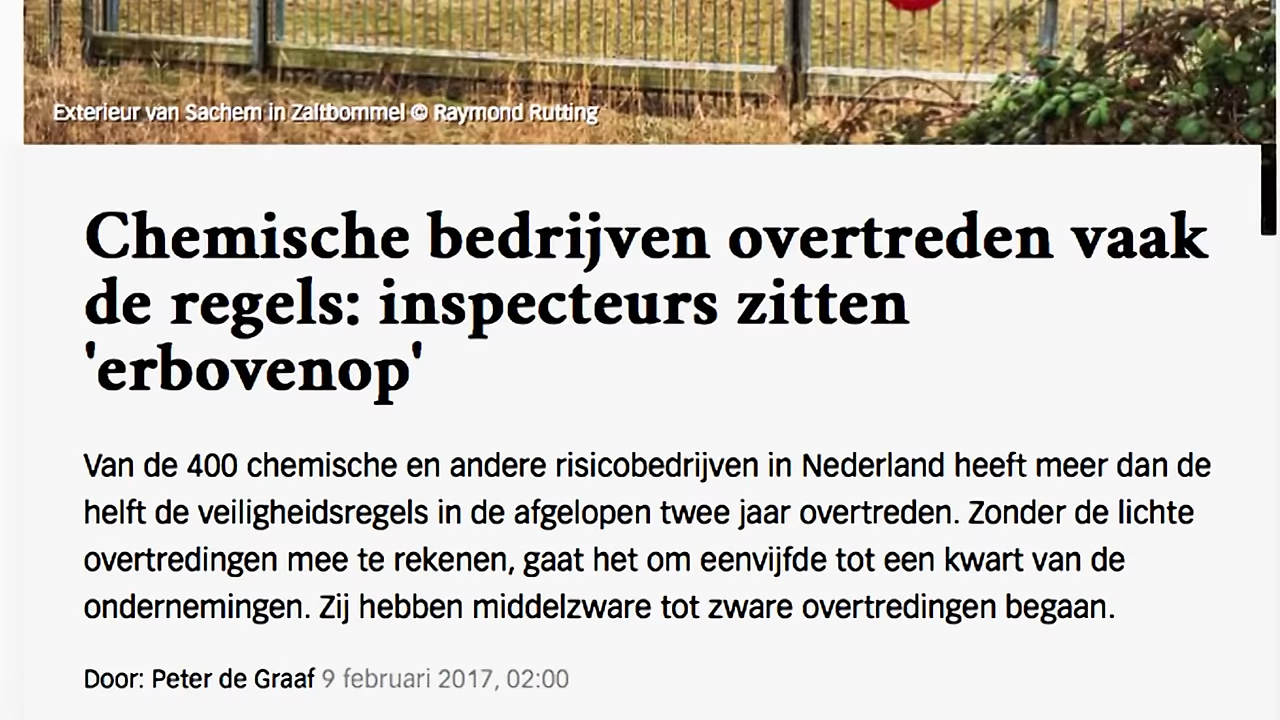 Exterieur van Sachem in Zaltbommel © Raymond Rutting
Chemische bedrijven overtreden vaak
de regels: inspecteurs zitten
'erbovenop'
Van de 400 chemische en andere risicobedrijven in Nederland heeft meer dan de
helft de veiligheidsregels in de afgelopen twee jaar overtreden. Zonder de lichte
overtredingen mee te rekenen, gaat het om eenvijfde tot een kwart van de
ondernemingen. Zij hebben middelzware tot zware overtredingen begaan.
Door: Peter de Graaf 9 februari 2017, 02:00